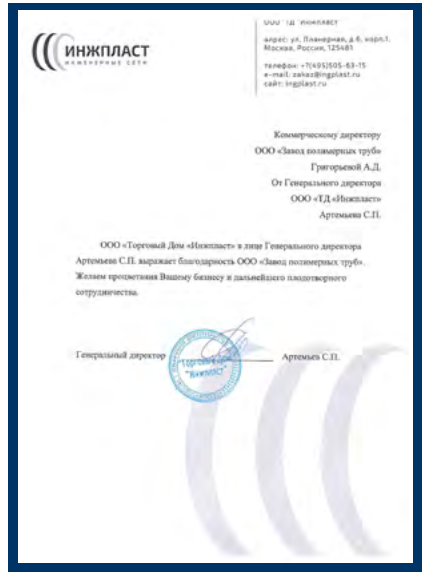 ИНЖПЛАСТ
ИНЖЕНЕРНЫЕ СЕТИ
ООО "ТД "Инжпласт"
адрес: ул. Планерная, д.6, корп.1.
Москва, Россия, 125481
телефон: +7(495)505-63-15
e-mail: zakaz@ingplast.ru
сайт: ingplast.ru
Коммерческому директору
ООО «Завод полимерных труб»
Григорьевой А.Д.
От Генерального директора
ООО «ТД «Инжпласт»
Артемьева С.П.
ООО «Торговый Дом «Инжпласт» в лице Генерального директора
Артемьева С.П. выражает благодарность ООО «Завод полимерных труб».
Желаем процветания Вашему бизнесу и дальнейшего плодотворного
сотрудничества.
Генеральный директор Артемьев С.П.
"Инжпласт"